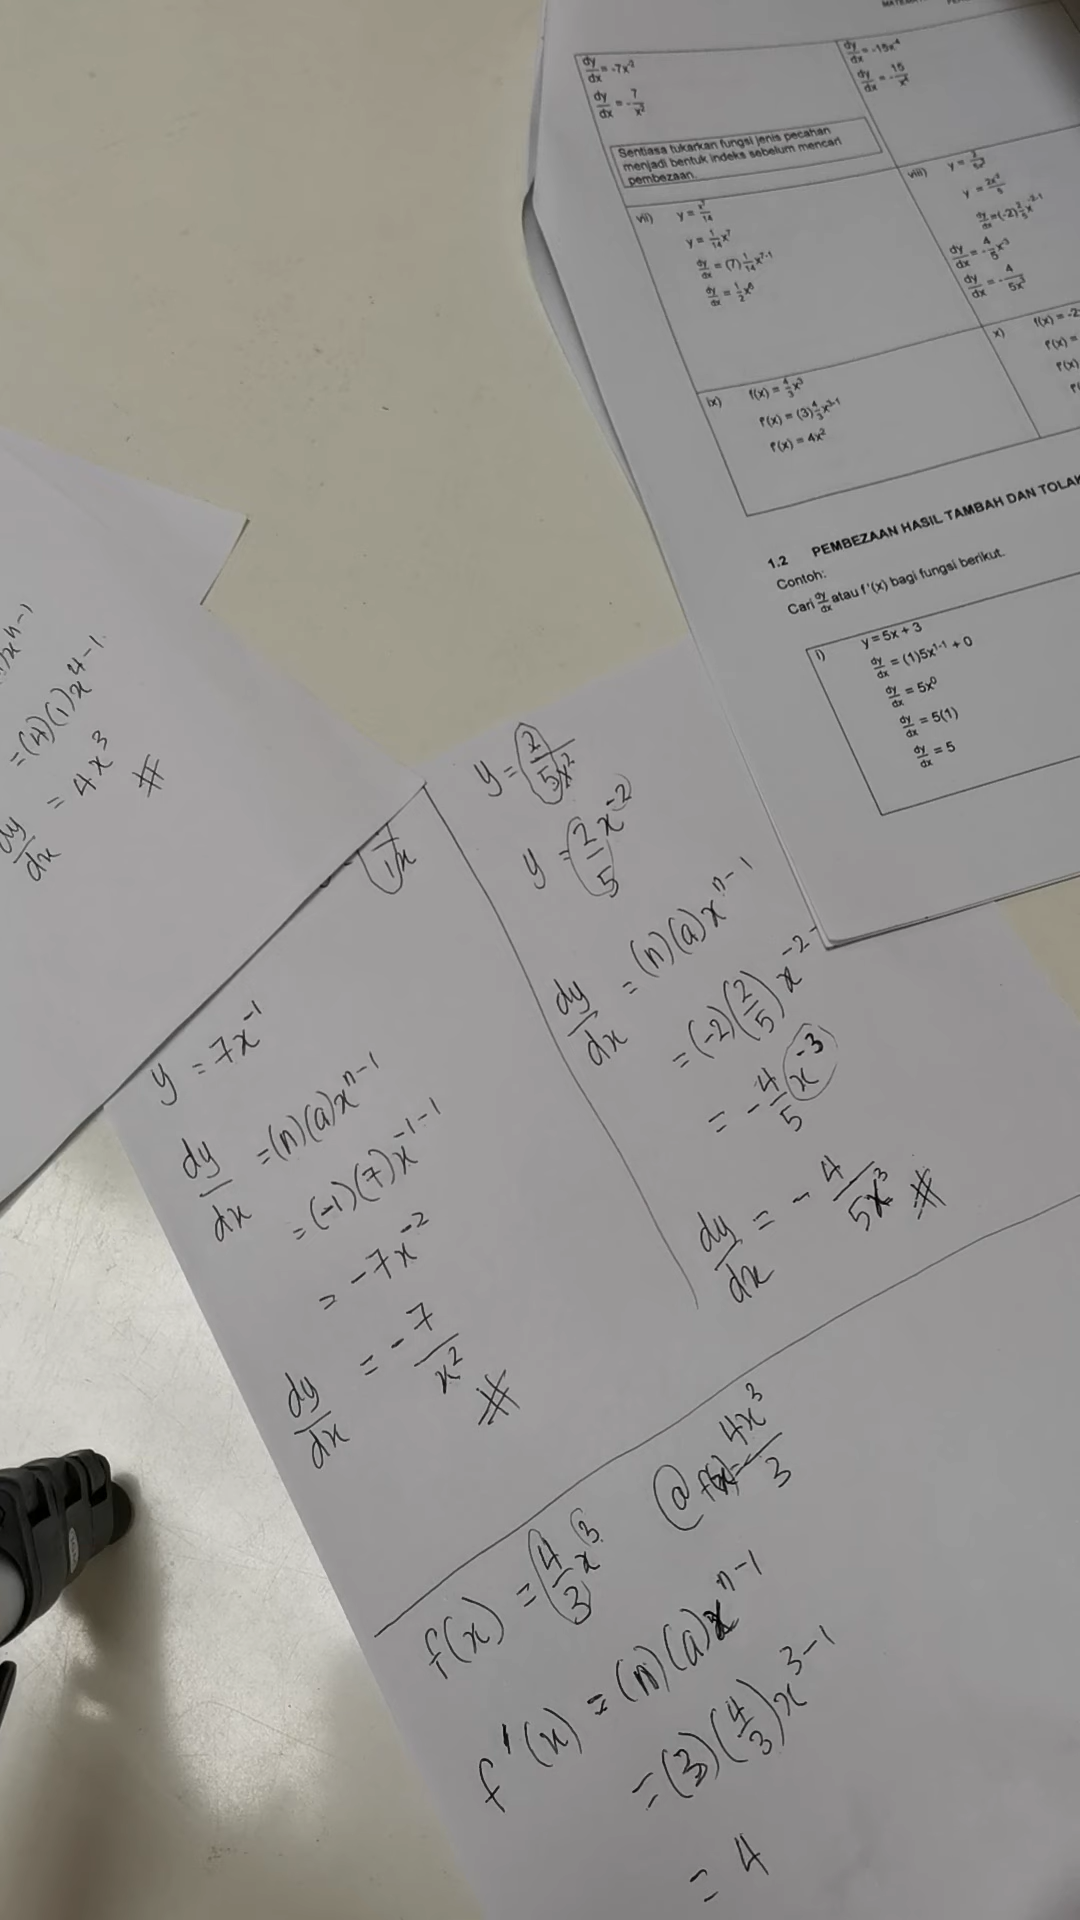 dy/dx = -7x²
dy/dx = -7/x²
Sentiasa tukarkan fungsi jenis pecahan
menjadi bentuk indeks sebelum mencari
pembezaan.
dy/dx = -15x⁴
dy/dx = -15/x⁴
vii) y = x⁷/14
y = 1/14 x⁷
dy/dx = (7) 1/14 x⁷⁻¹
dy/dx = 1/2 x⁶
viii)
dy/dx = (-2) 2/5 x⁻²⁻¹
dy/dx = -4/5 x⁻³
dy/dx = -4/5x³
ix) f(x) = 4/3 x³
f'(x) = (3) 4/3 x³⁻¹
f'(x) = 4x²
x) f(x) = -2
f'(x) =
f'(x)
1.2 PEMBEZAAN HASIL TAMBAH DAN TOLAK
Contoh:
Cari dy/dx atau f'(x) bagi fungsi berikut.
i) y = 5x + 3
dy/dx = (1)5x¹⁻¹ + 0
dy/dx = 5x⁰
dy/dx = 5(1)
dy/dx = 5
xⁿ⁻¹
= (4)(1)x⁴⁻¹
dy/dx = 4x³ #
y = 7x⁻¹
dy/dx = (n)(a)xⁿ⁻¹
= (-1)(7)x⁻¹⁻¹
= -7x⁻²
dy/dx = -7/x² #
y = 2/5x²
y = 2/5 x⁻²
dy/dx = (n)(a)xⁿ⁻¹
= (-2)(2/5)x⁻²⁻
= -4/5 x⁻³
dy/dx = -4/5x³ #
f(x) = 4/3 x³ @ f(x) = 4x³/3
f'(x) = (n)(a)xⁿ⁻¹
= (3)(4/3)x³⁻¹
= 4